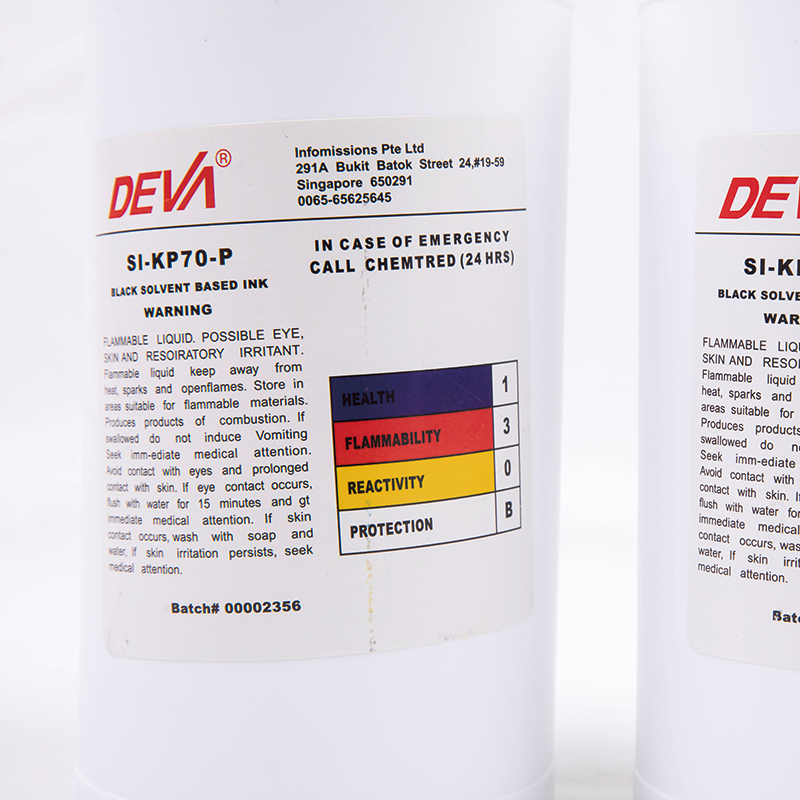 DEVA®
Infomissions Pte Ltd
291A Bukit Batok Street 24,#19-59
Singapore 650291
0065-65625645
SI-KP70-P
BLACK SOLVENT BASED INK
WARNING
IN CASE OF EMERGENCY
CALL CHEMTRED (24 HRS)
FLAMMABLE LIQUID. POSSIBLE EYE,
SKIN AND RESOIRATORY IRRITANT.
Flammable liquid keep away from
heat, sparks and openflames. Store in
areas suitable for flammable materials.
Produces products of combustion. If
swallowed do not induce Vomiting
Seek imm-ediate medical attention.
Avoid contact with eyes and prolonged
contact with skin. If eye contact occurs,
flush with water for 15 minutes and gt
immediate medical attention. If skin
contact occurs, wash with soap and
water, If skin irritation persists, seek
medical attention.
HEALTH 1
FLAMMABILITY 3
REACTIVITY 0
PROTECTION B
Batch# 00002356
DEV
SI-K
BLACK SOLVE
WAR
FLAMMABLE LIQU
SKIN AND RESOI
Flammable liquid
heat, sparks and
areas suitable for
Produces products
swallowed do no
Seek imm-ediate
Avoid contact with
contact with skin. If
flush with water for
immediate medical
contact occurs, was
water, If skin irrit
medical attention.
Batc